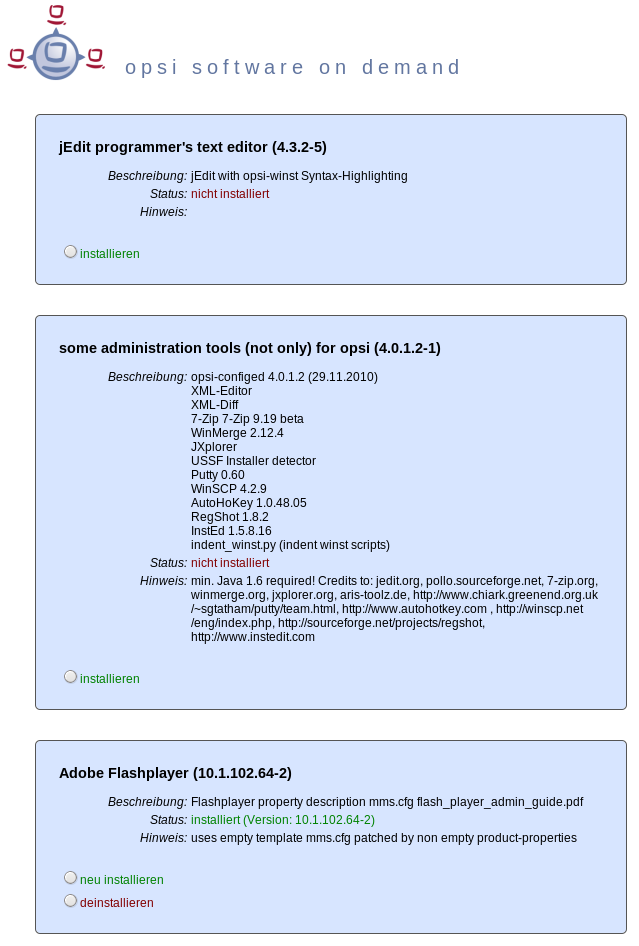 opsi software on demand
jEdit programmer's text editor (4.3.2-5)
Beschreibung: jEdit with opsi-winst Syntax-Highlighting
Status: nicht installiert
Hinweis:
installieren
some administration tools (not only) for opsi (4.0.1.2-1)
Beschreibung: opsi-configed 4.0.1.2 (29.11.2010)
XML-Editor
XML-Diff
7-Zip 7-Zip 9.19 beta
WinMerge 2.12.4
JXplorer
USSF Installer detector
Putty 0.60
WinSCP 4.2.9
AutoHoKey 1.0.48.05
RegShot 1.8.2
InstEd 1.5.8.16
indent_winst.py (indent winst scripts)
Status: nicht installiert
Hinweis: min. Java 1.6 required! Credits to: jedit.org, pollo.sourceforge.net, 7-zip.org,
winmerge.org, jxplorer.org, aris-toolz.de, http://www.chiark.greenend.org.uk
/~sgtatham/putty/team.html, http://www.autohotkey.com , http://winscp.net
/eng/index.php, http://sourceforge.net/projects/regshot,
http://www.instedit.com
installieren
Adobe Flashplayer (10.1.102.64-2)
Beschreibung: Flashplayer property description mms.cfg flash_player_admin_guide.pdf
Status: installiert (Version: 10.1.102.64-2)
Hinweis: uses empty template mms.cfg patched by non empty product-properties
neu installieren
deinstallieren